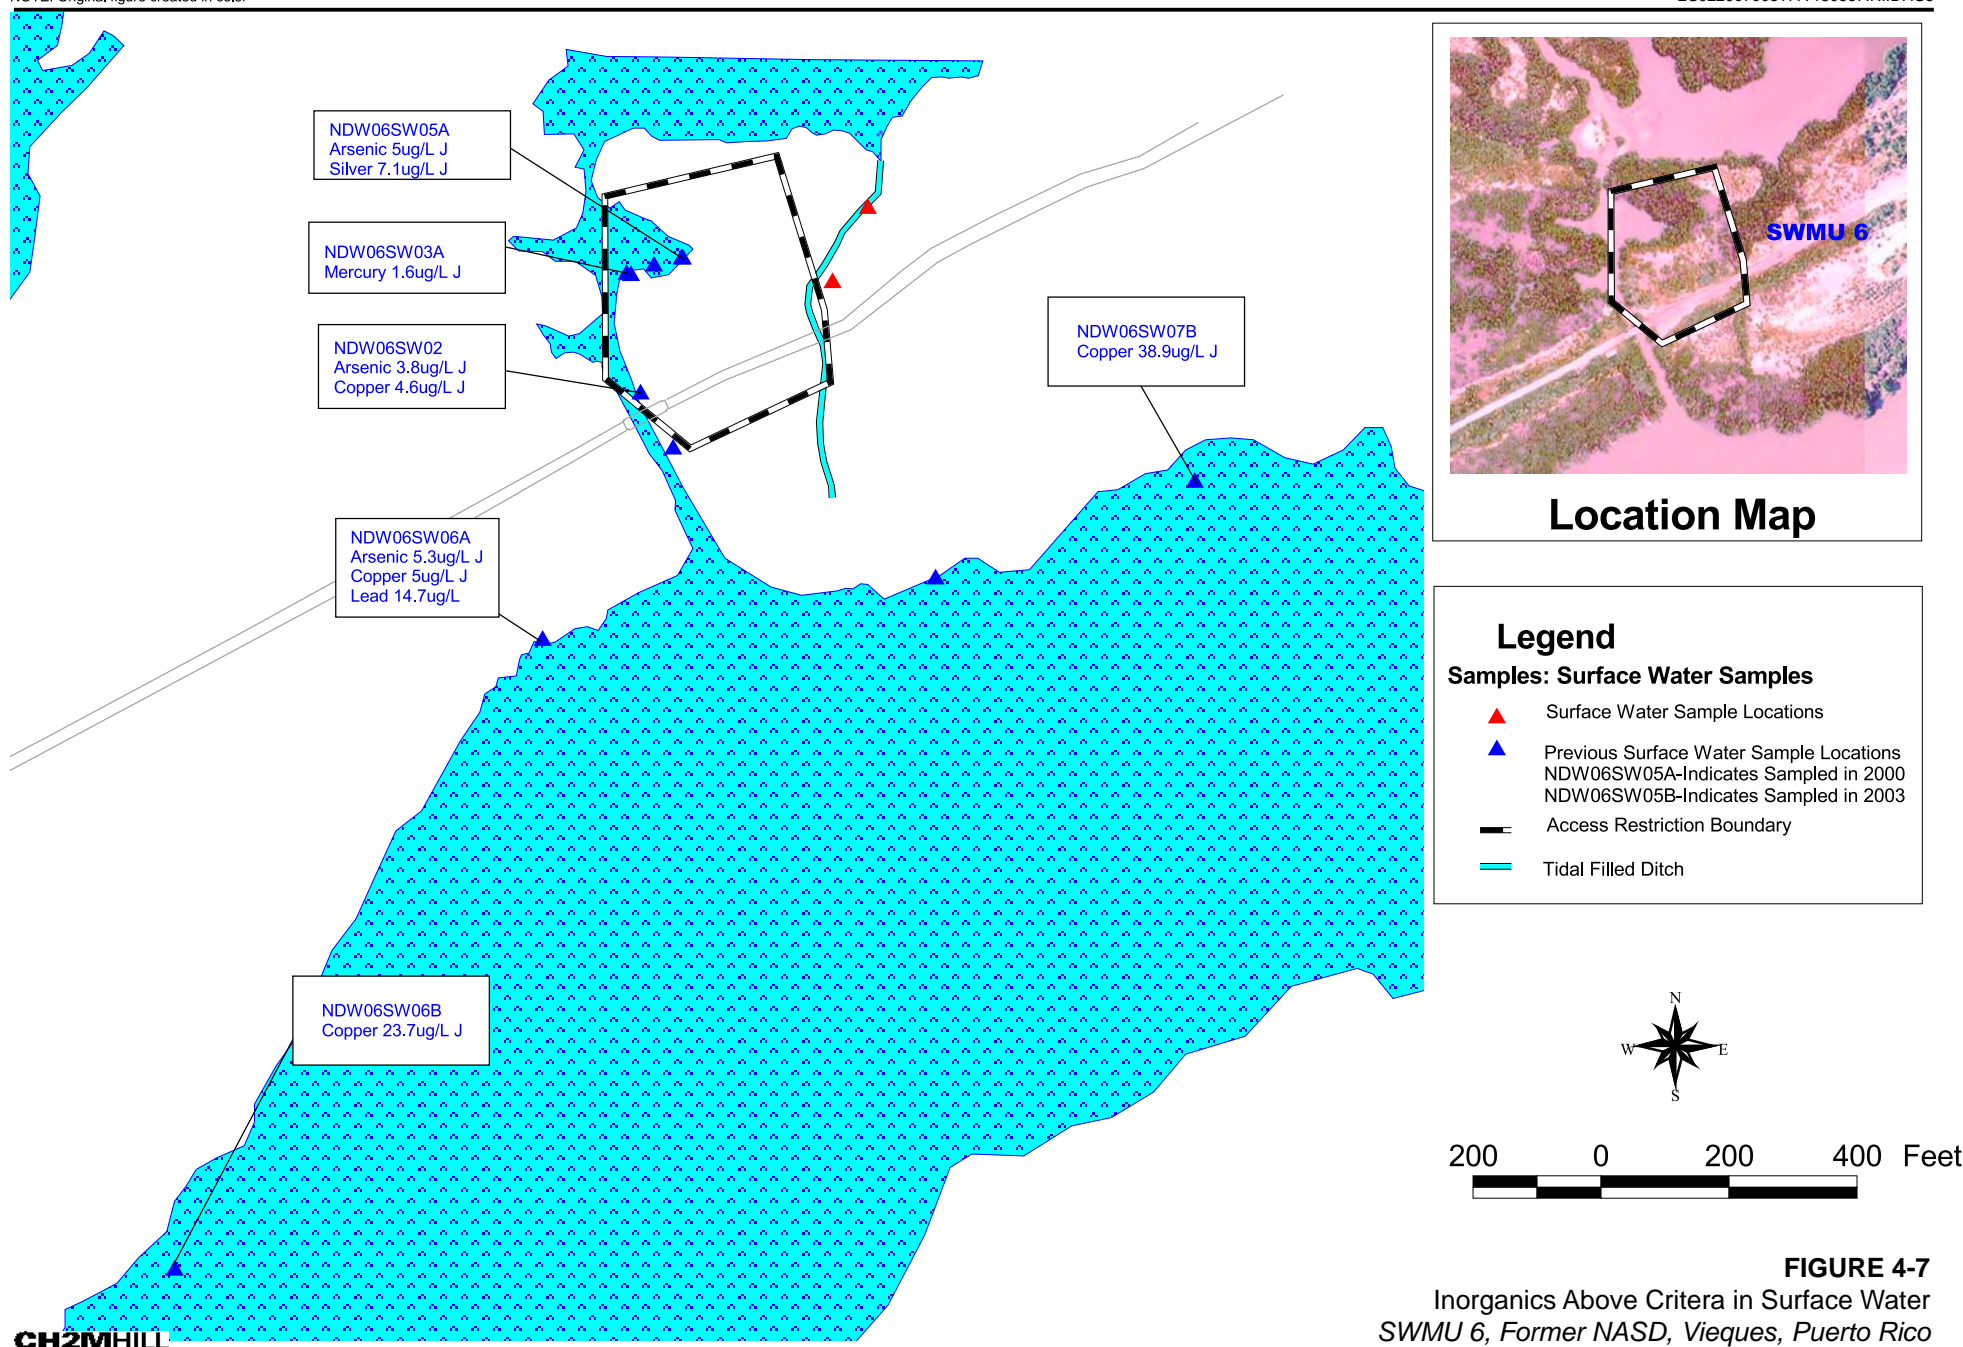 NDW06SW05A
Arsenic 5ug/L J
Silver 7.1ug/L J
NDW06SW03A
Mercury 1.6ug/L J
NDW06SW02
Arsenic 3.8ug/L J
Copper 4.6ug/L J
NDW06SW07B
Copper 38.9ug/L J
NDW06SW06A
Arsenic 5.3ug/L J
Copper 5ug/L J
Lead 14.7ug/L
NDW06SW06B
Copper 23.7ug/L J
SWMU 6
Location Map
Legend
Samples: Surface Water Samples
Surface Water Sample Locations
Previous Surface Water Sample Locations
NDW06SW05A-Indicates Sampled in 2000
NDW06SW05B-Indicates Sampled in 2003
Access Restriction Boundary
Tidal Filled Ditch
N
W E
S
200 0 200 400 Feet
FIGURE 4-7
Inorganics Above Critera in Surface Water
SWMU 6, Former NASD, Vieques, Puerto Rico
CH2MHILL